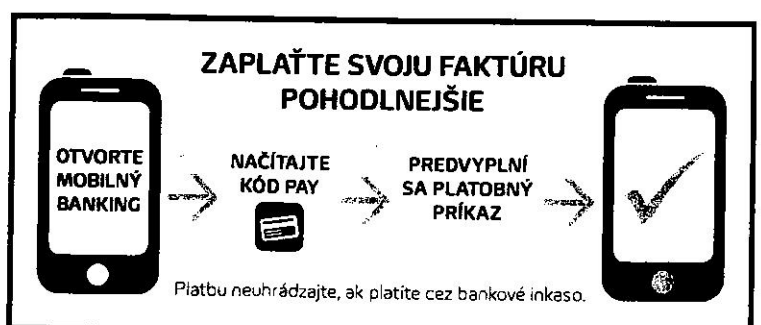 ZAPLAŤTE SVOJU FAKTÚRU
POHODLNEJŠIE
OTVORTE
MOBILNÝ
BANKING
NAČÍTAJTE
KÓD PAY
PREDVYPLNÍ
SA PLATOBNÝ
PRÍKAZ
Platbu neuhrádzajte, ak platíte cez bankové inkaso.